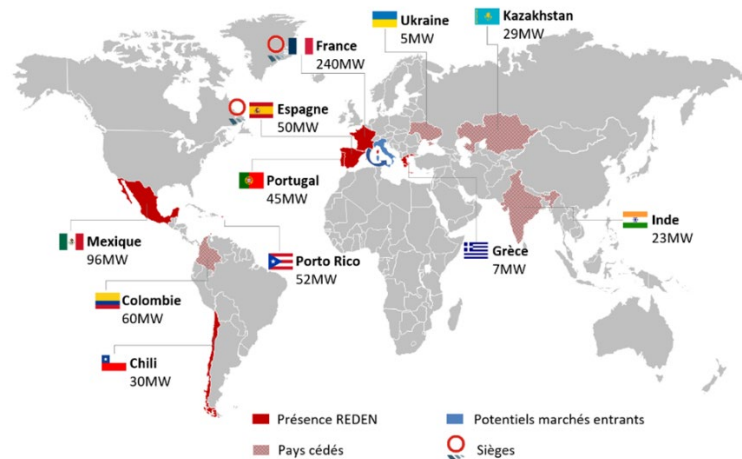 Ukraine
5MW
Kazakhstan
29MW
France
240MW
Espagne
50MW
Portugal
45MW
Inde
23MW
Mexique
96MW
Porto Rico
52MW
Grèce
7MW
Colombie
60MW
Chili
30MW
Présence REDEN
Potentiels marchés entrants
Pays cédés
Sièges